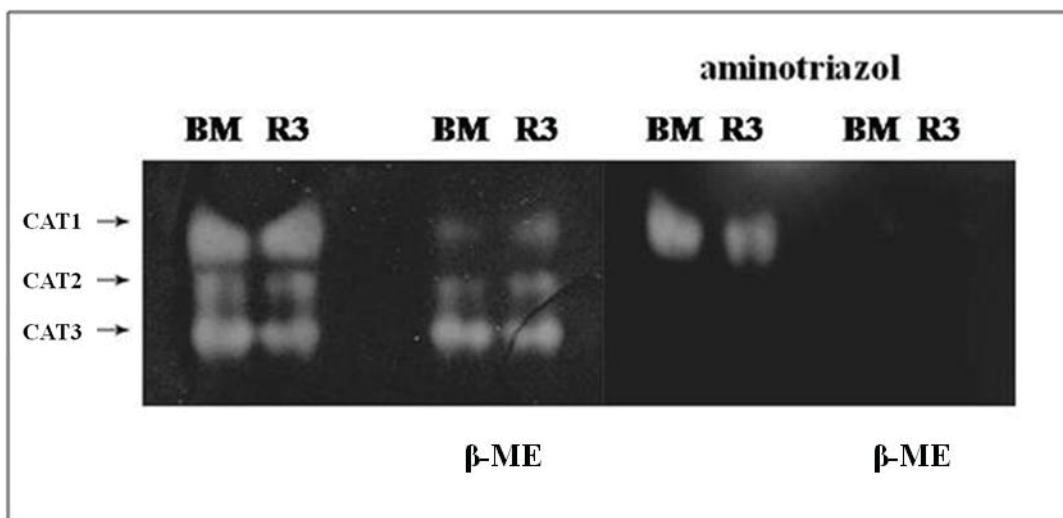 aminotriazol
BM R3 BM R3 BM R3 BM R3
CAT1
CAT2
CAT3
β-ME β-ME